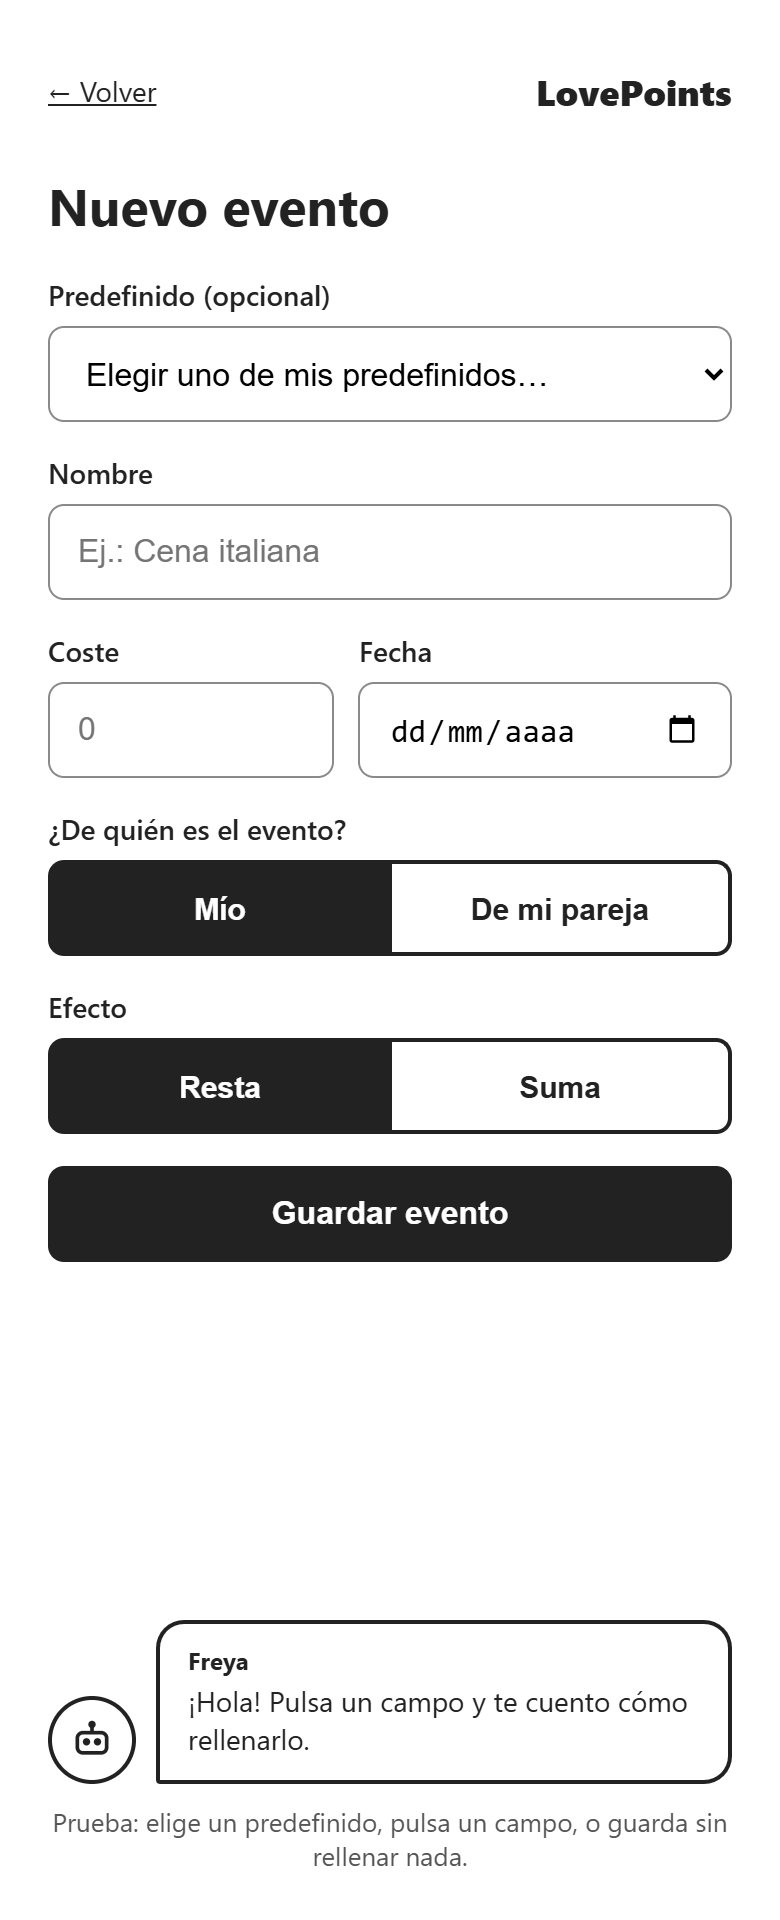 ← Volver
LovePoints
Nuevo evento
Predefinido (opcional)
Elegir uno de mis predefinidos…
Nombre
Ej.: Cena italiana
Coste
Fecha
0
dd/mm/aaaa
¿De quién es el evento?
Mío
De mi pareja
Efecto
Resta
Suma
Guardar evento
Freya
¡Hola! Pulsa un campo y te cuento cómo
rellenarlo.
Prueba: elige un predefinido, pulsa un campo, o guarda sin
rellenar nada.